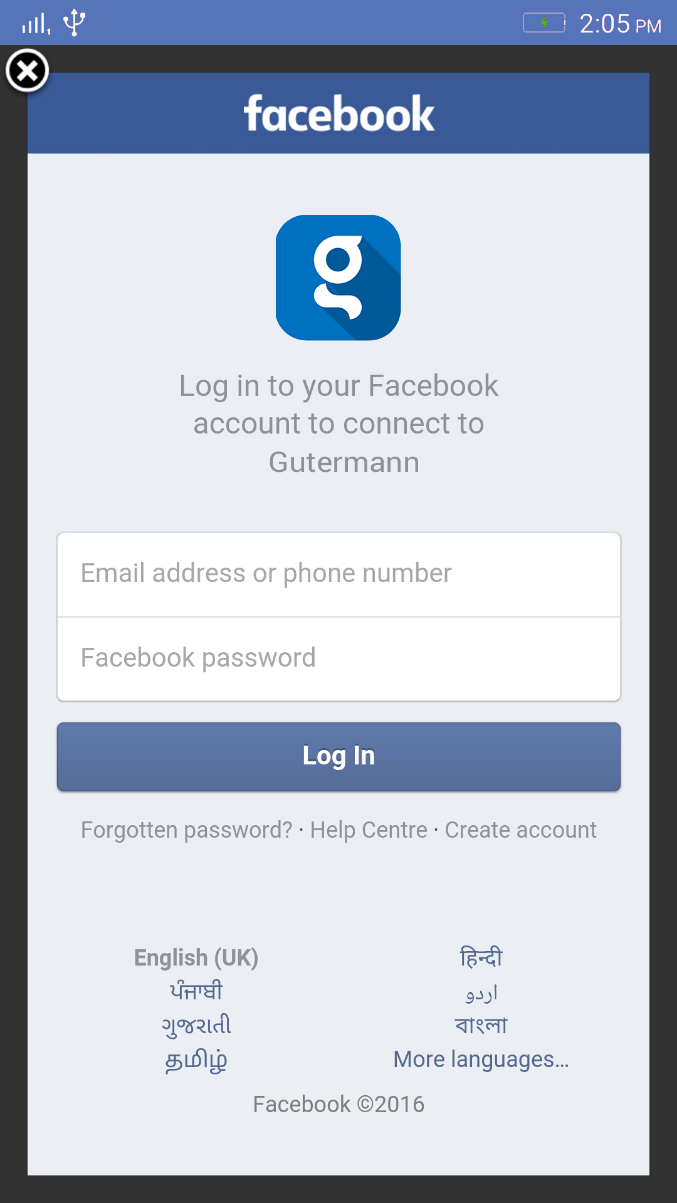 2:05 PM
facebook
g
Log in to your Facebook
account to connect to
Gutermann
Email address or phone number
Facebook password
Log In
Forgotten password? · Help Centre · Create account
English (UK) हिन्दी
ਪੰਜਾਬੀ اردو
ગુજરાતી বাংলা
தமிழ் More languages...
Facebook ©2016